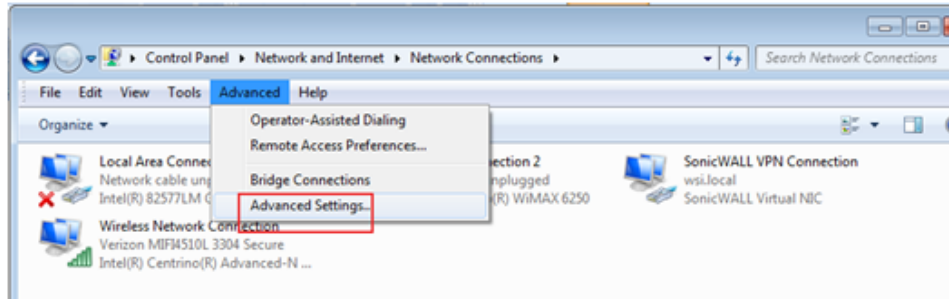 Control Panel Network and Internet Network Connections
Search Network Connections
File Edit View Tools Advanced Help
Organize
Operator-Assisted Dialing
Remote Access Preferences...
Bridge Connections
Advanced Settings...
Local Area Connec
Network cable unp
Intel(R) 82577LM
ection 2
nplugged
(R) WiMAX 6250
SonicWALL VPN Connection
wsi.local
SonicWALL Virtual NIC
Wireless Network Connection
Verizon MIFI4510L 3304 Secure
Intel(R) Centrino(R) Advanced-N ...